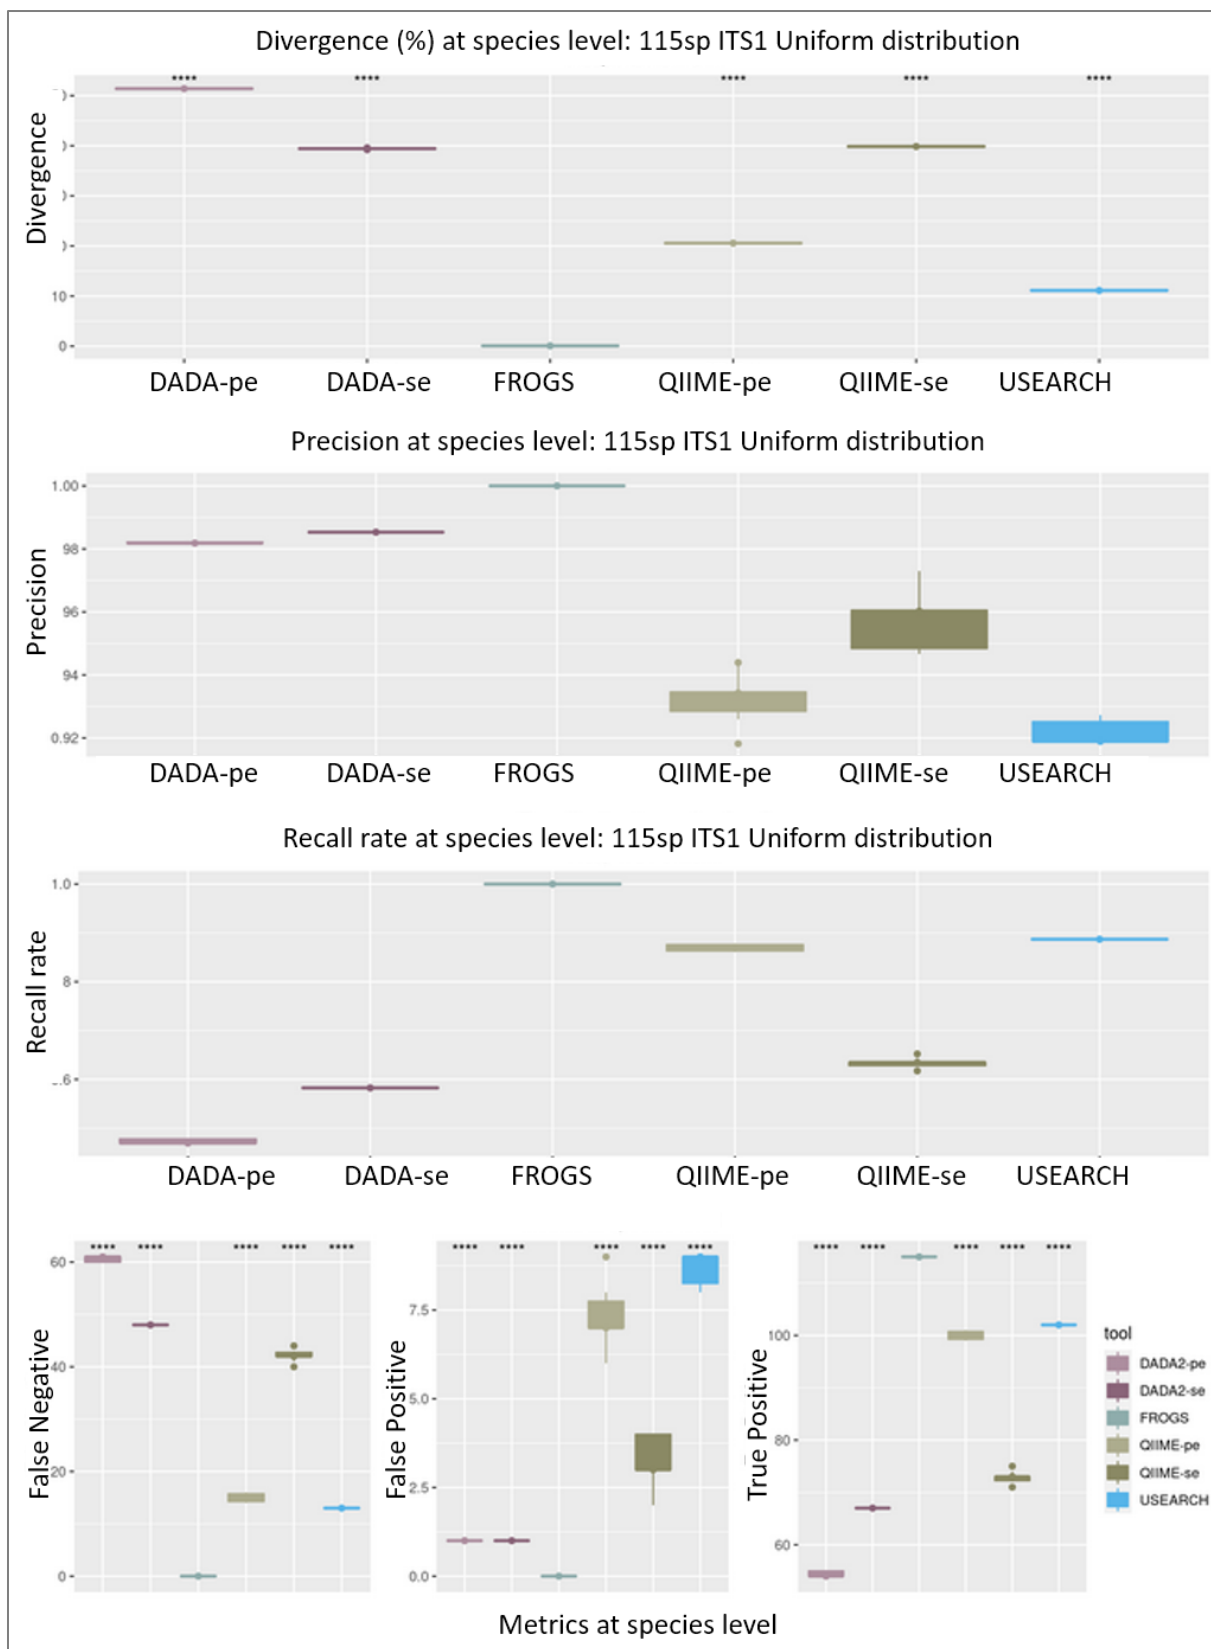 Divergence (%) at species level: 115sp ITS1 Uniform distribution
**** **** **** **** ****
Divergence
10
0
DADA-pe DADA-se FROGS QIIME-pe QIIME-se USEARCH
Precision at species level: 115sp ITS1 Uniform distribution
Precision
1.00
98
96
94
0.92
DADA-pe DADA-se FROGS QIIME-pe QIIME-se USEARCH
Recall rate at species level: 115sp ITS1 Uniform distribution
Recall rate
1.0
8
.6
DADA-pe DADA-se FROGS QIIME-pe QIIME-se USEARCH
**** **** **** **** ****
False Negative
60
40
20
0
**** **** **** **** ****
False Positive
7.5
5.0
2.5
0.0
**** **** **** **** ****
True Positive
100
80
60
tool
DADA2-pe
DADA2-se
FROGS
QIIME-pe
QIIME-se
USEARCH
Metrics at species level